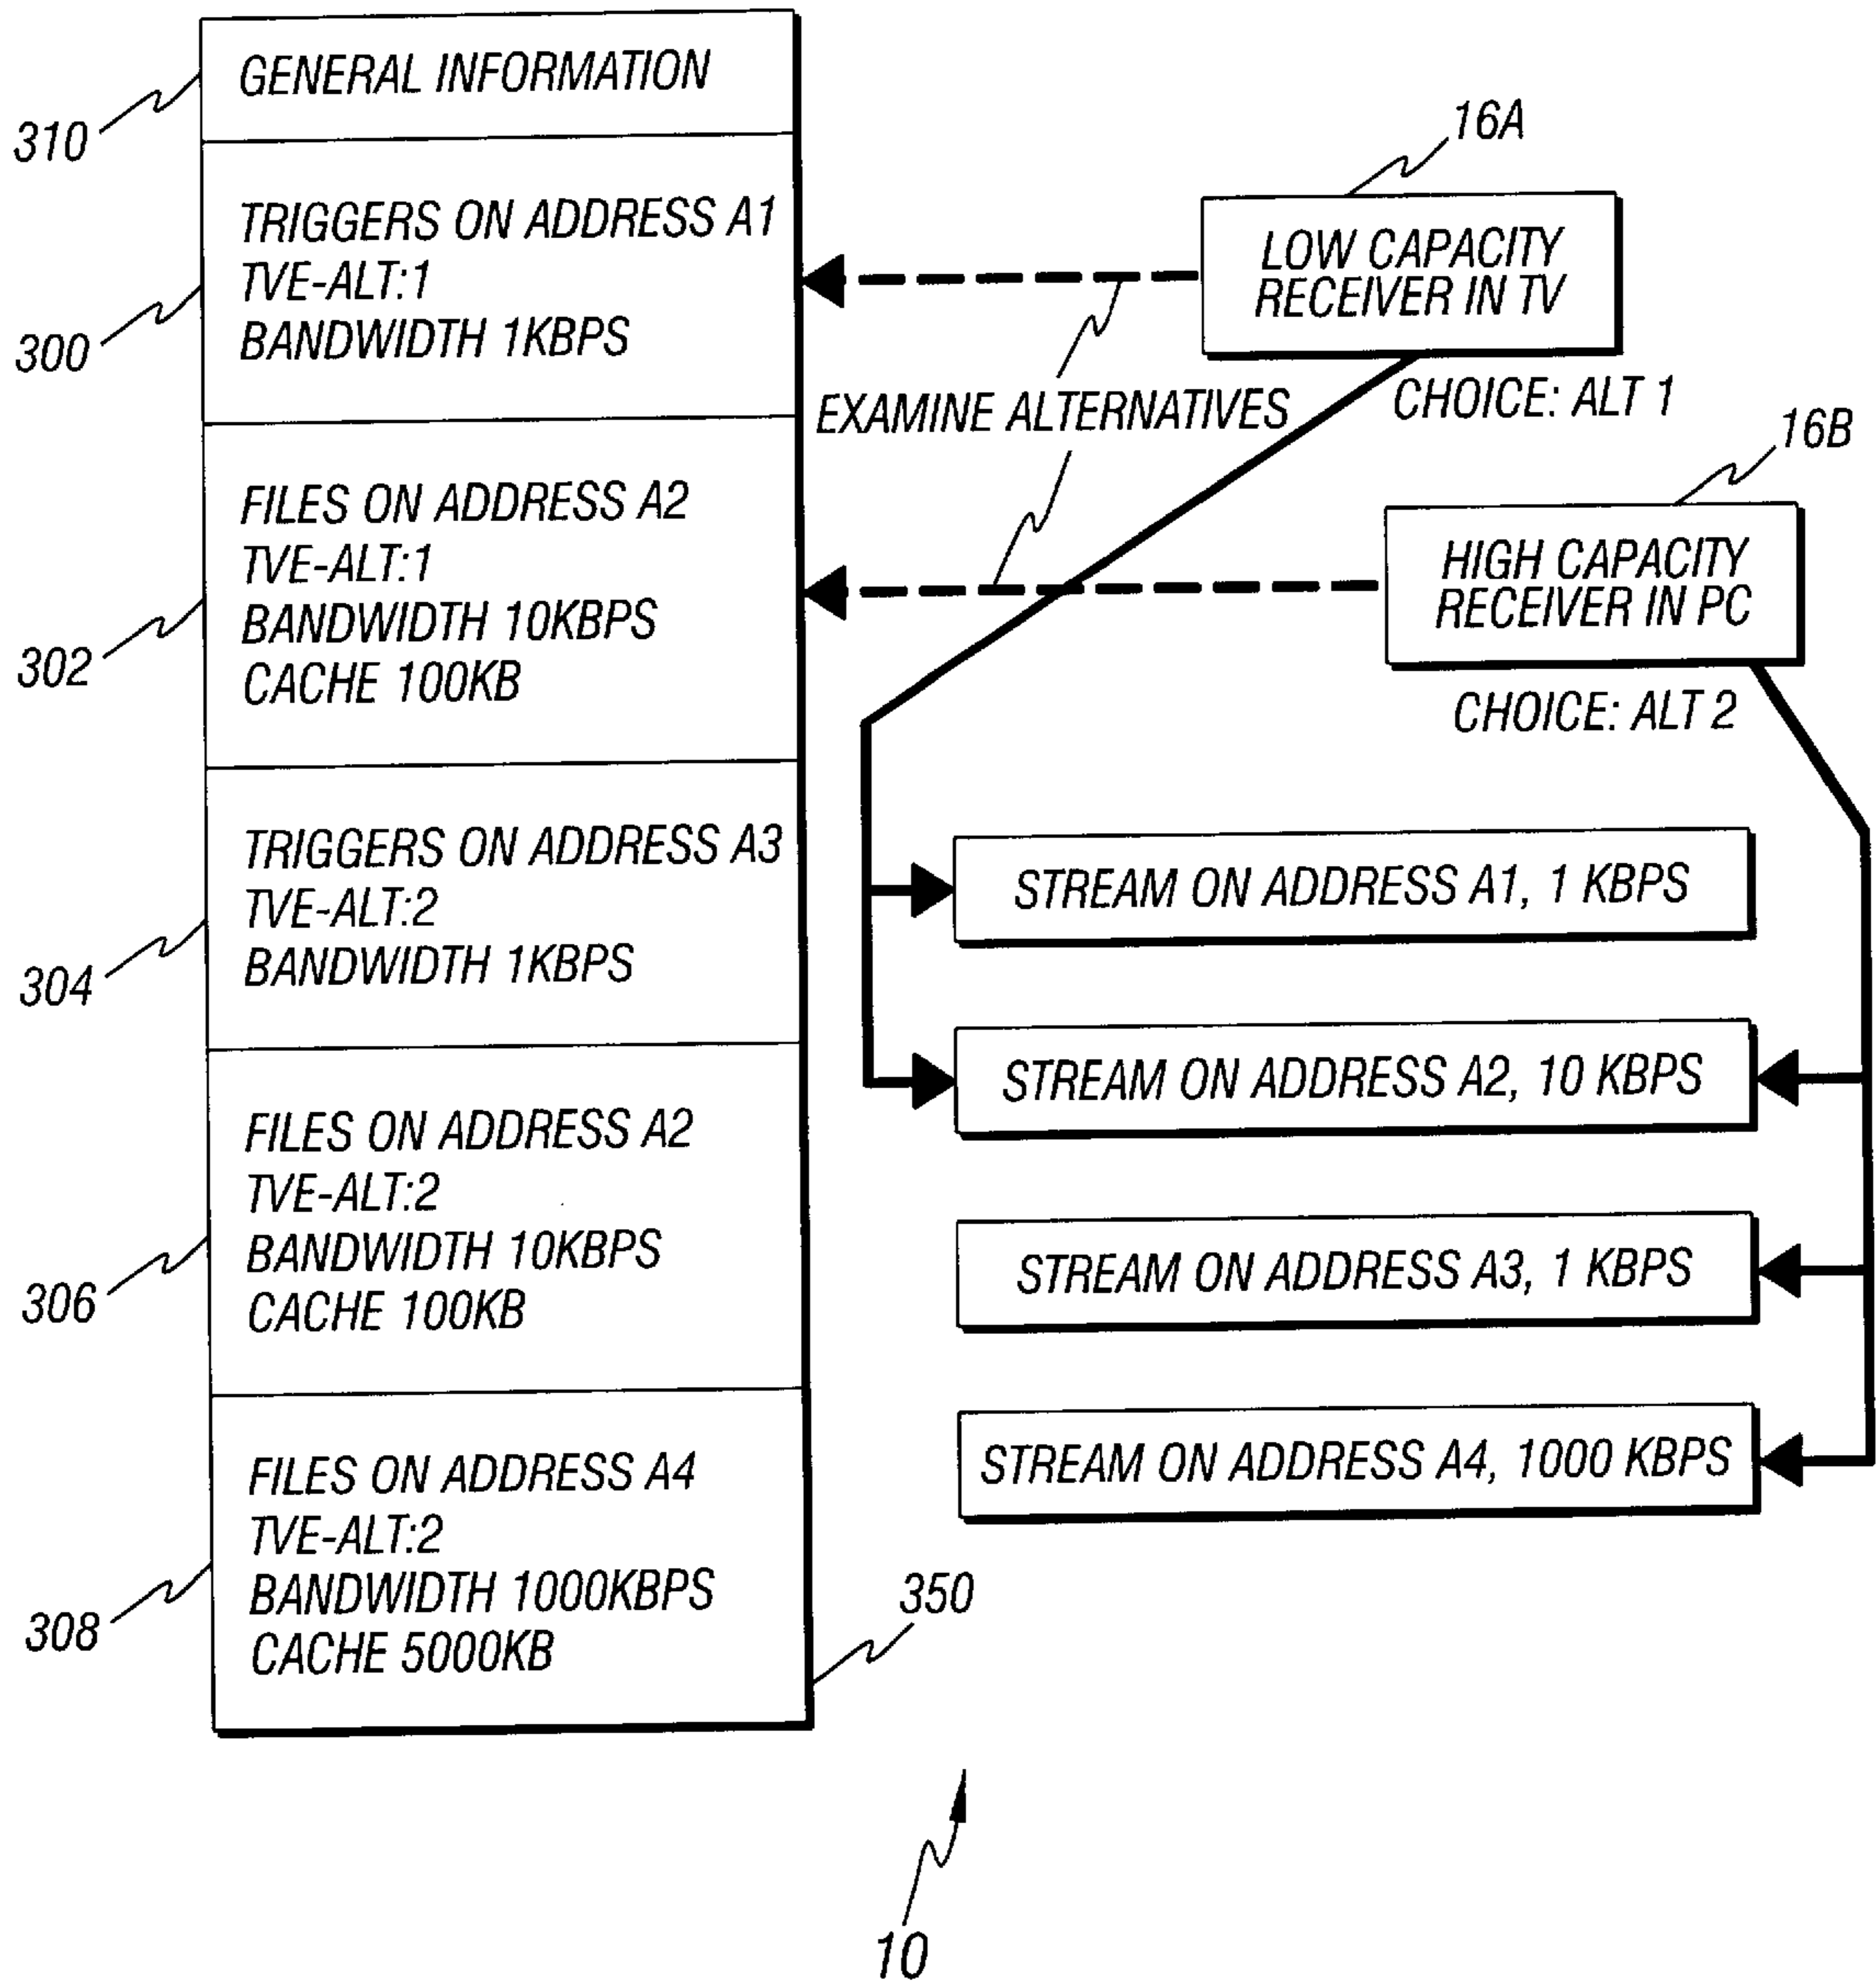 GENERAL INFORMATION
310
TRIGGERS ON ADDRESS A1
TVE-ALT:1
BANDWIDTH 1KBPS
300
FILES ON ADDRESS A2
TVE-ALT:1
BANDWIDTH 10KBPS
CACHE 100KB
302
TRIGGERS ON ADDRESS A3
TVE-ALT:2
BANDWIDTH 1KBPS
304
FILES ON ADDRESS A2
TVE-ALT:2
BANDWIDTH 10KBPS
CACHE 100KB
306
FILES ON ADDRESS A4
TVE-ALT:2
BANDWIDTH 1000KBPS
CACHE 5000KB
308
350
16A
LOW CAPACITY
RECEIVER IN TV
CHOICE: ALT 1
EXAMINE ALTERNATIVES
16B
HIGH CAPACITY
RECEIVER IN PC
CHOICE: ALT 2
STREAM ON ADDRESS A1, 1 KBPS
STREAM ON ADDRESS A2, 10 KBPS
STREAM ON ADDRESS A3, 1 KBPS
STREAM ON ADDRESS A4, 1000 KBPS
10